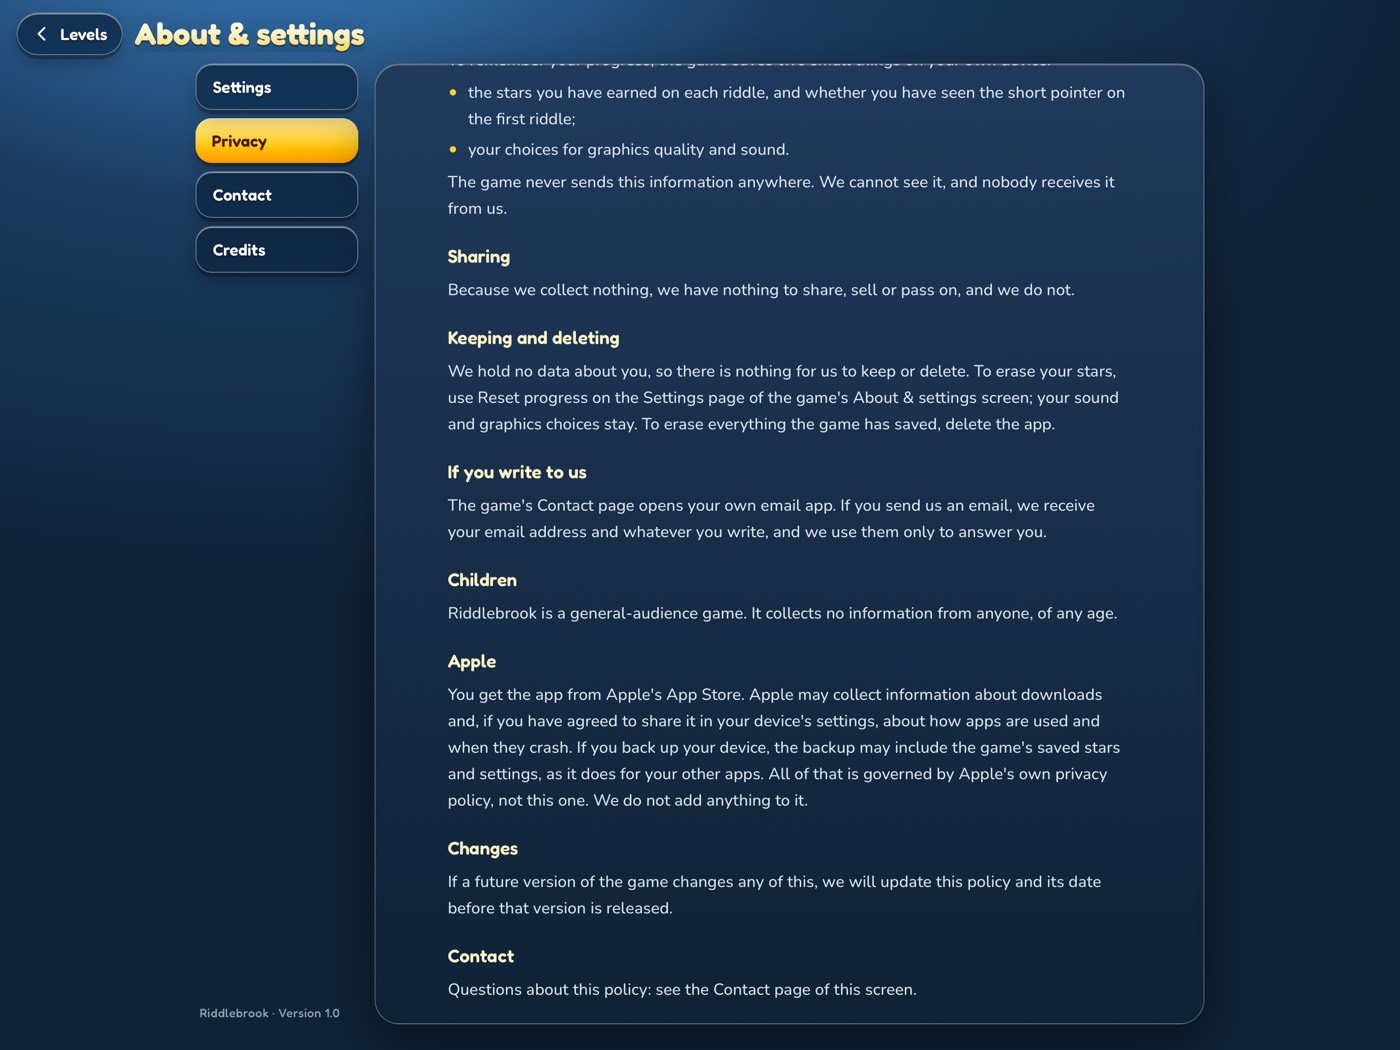 Levels
About & settings
Settings
Privacy
Contact
Credits
To remember your progress, the game saves two small things on your own device:
the stars you have earned on each riddle, and whether you have seen the short pointer on
the first riddle;
your choices for graphics quality and sound.
The game never sends this information anywhere. We cannot see it, and nobody receives it
from us.
Sharing
Because we collect nothing, we have nothing to share, sell or pass on, and we do not.
Keeping and deleting
We hold no data about you, so there is nothing for us to keep or delete. To erase your stars,
use Reset progress on the Settings page of the game's About & settings screen; your sound
and graphics choices stay. To erase everything the game has saved, delete the app.
If you write to us
The game's Contact page opens your own email app. If you send us an email, we receive
your email address and whatever you write, and we use them only to answer you.
Children
Riddlebrook is a general-audience game. It collects no information from anyone, of any age.
Apple
You get the app from Apple's App Store. Apple may collect information about downloads
and, if you have agreed to share it in your device's settings, about how apps are used and
when they crash. If you back up your device, the backup may include the game's saved stars
and settings, as it does for your other apps. All of that is governed by Apple's own privacy
policy, not this one. We do not add anything to it.
Changes
If a future version of the game changes any of this, we will update this policy and its date
before that version is released.
Contact
Questions about this policy: see the Contact page of this screen.
Riddlebrook · Version 1.0